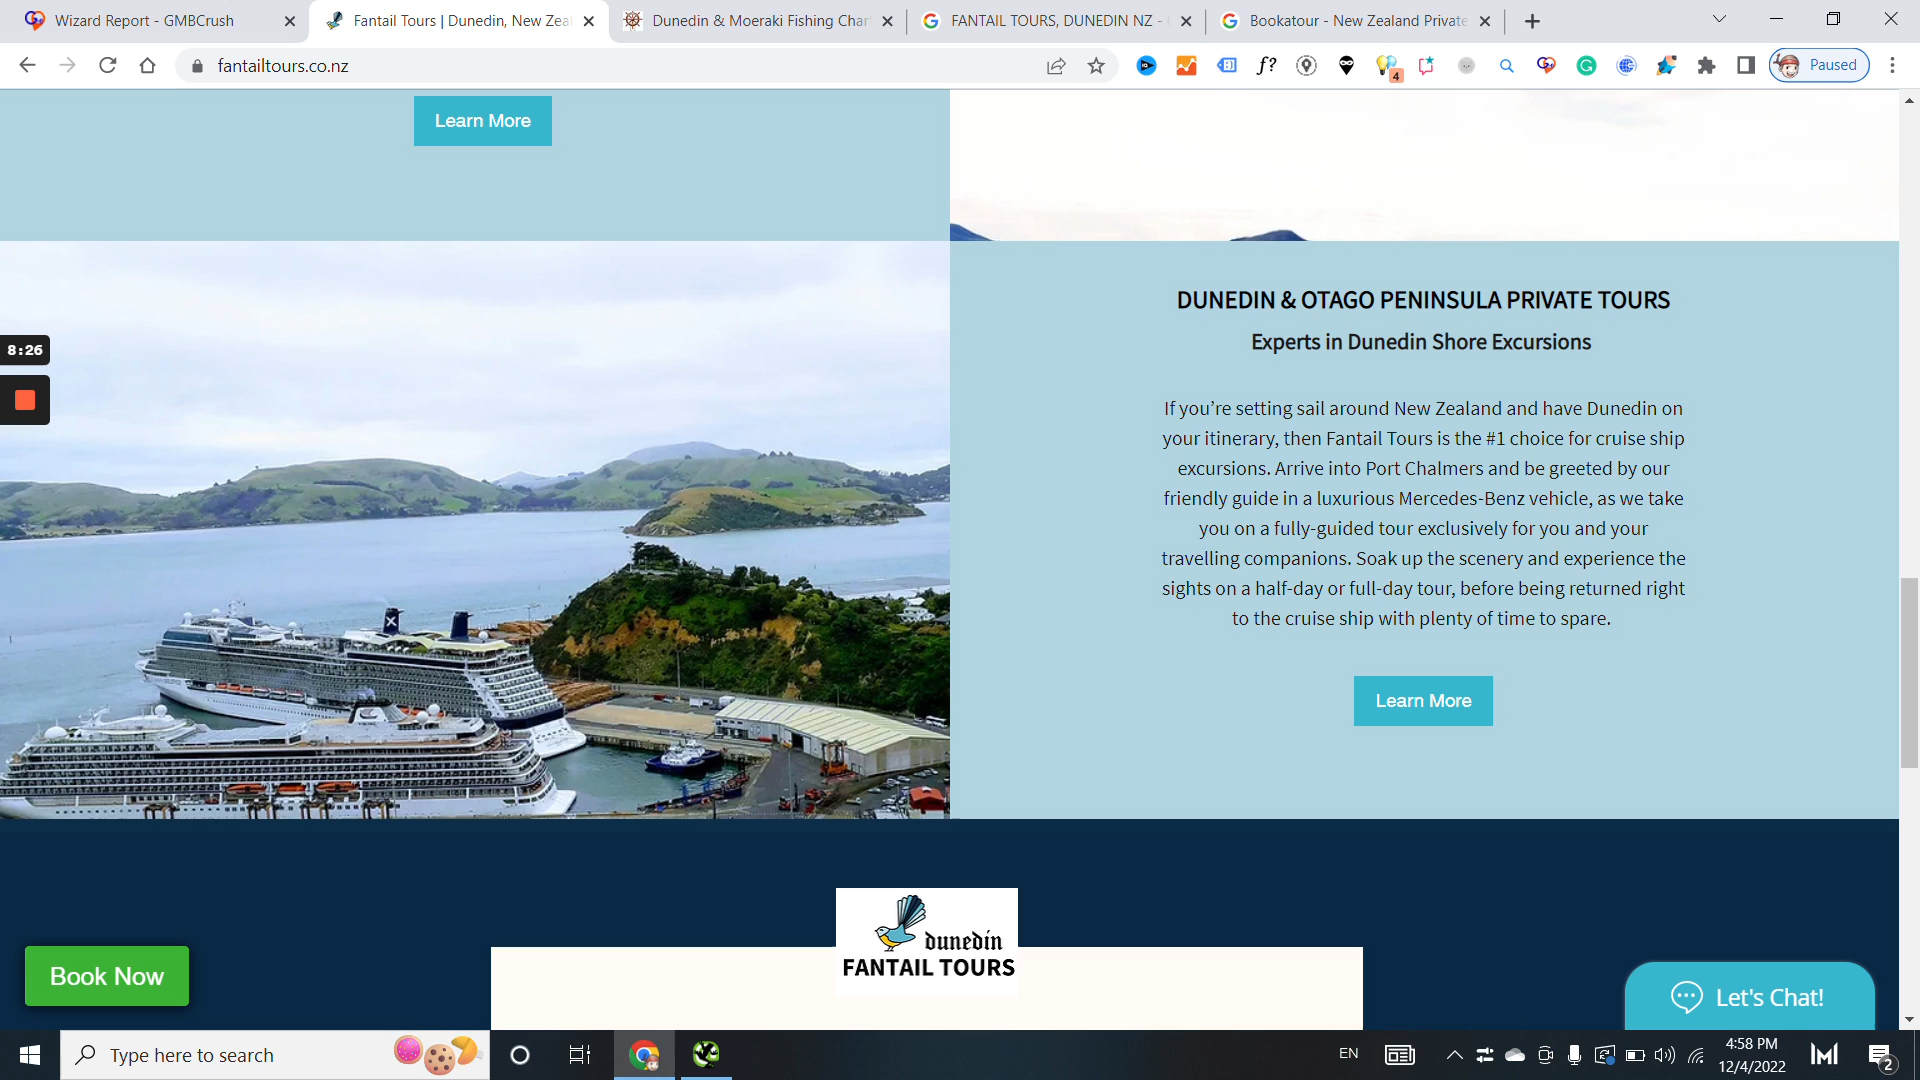 Wizard Report - GMBCrush
Fantail Tours | Dunedin, New Zea
Dunedin & Moeraki Fishing Char
FANTAIL TOURS, DUNEDIN NZ -
Bookatour - New Zealand Private
fantailtours.co.nz
f?
4
Paused
Learn More
8:26
DUNEDIN & OTAGO PENINSULA PRIVATE TOURS
Experts in Dunedin Shore Excursions
If you’re setting sail around New Zealand and have Dunedin on
your itinerary, then Fantail Tours is the #1 choice for cruise ship
excursions. Arrive into Port Chalmers and be greeted by our
friendly guide in a luxurious Mercedes-Benz vehicle, as we take
you on a fully-guided tour exclusively for you and your
travelling companions. Soak up the scenery and experience the
sights on a half-day or full-day tour, before being returned right
to the cruise ship with plenty of time to spare.
Learn More
dunedin
FANTAIL TOURS
Book Now
Let's Chat!
Type here to search
EN
4:58 PM
12/4/2022
2